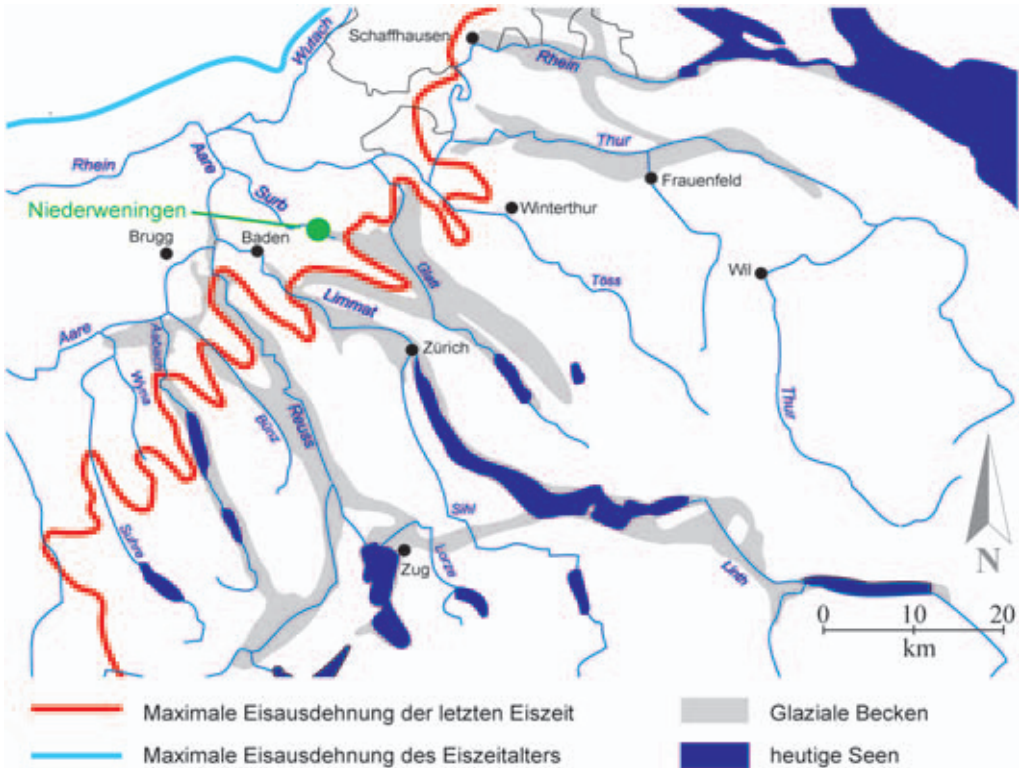 Schaffhausen
Wutach
Rhein
Thur
Rhein
Aare
Frauenfeld
Surb
Winterthur
Niederweningen
Brugg
Baden
Glatt
Töss
Wil
Limmat
Aare
Aabach
Zürich
Wyna
Reuss
Bünz
Thur
Sihl
Suhre
Lorze
Zug
Linth
N
0 10 20
km
Maximale Eisausdehnung der letzten Eiszeit
Glaziale Becken
Maximale Eisausdehnung des Eiszeitalters
heutige Seen